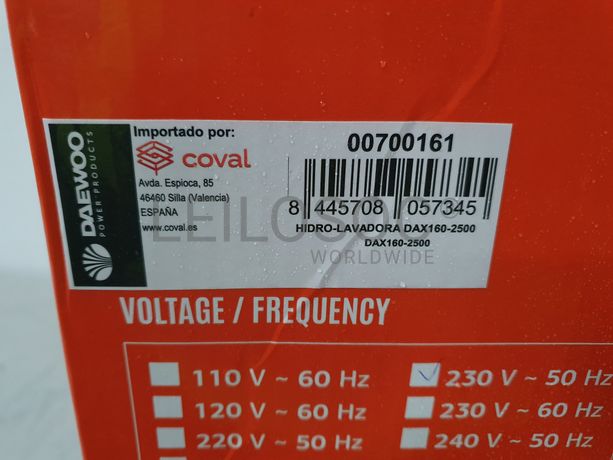 DAEWOO
POWER PRODUCTS
Importado por:
coval
Avda. Espioca, 85
46460 Silla (Valencia)
ESPAÑA
www.coval.es
00700161
8 445708 057345
HIDRO-LAVADORA DAX160-2500
DAX160-2500
WORLDWIDE
VOLTAGE / FREQUENCY
110 V ~ 60 Hz
230 V ~ 50 Hz
120 V ~ 60 Hz
230 V ~ 60 Hz
220 V ~ 50 Hz
240 V ~ 50 Hz